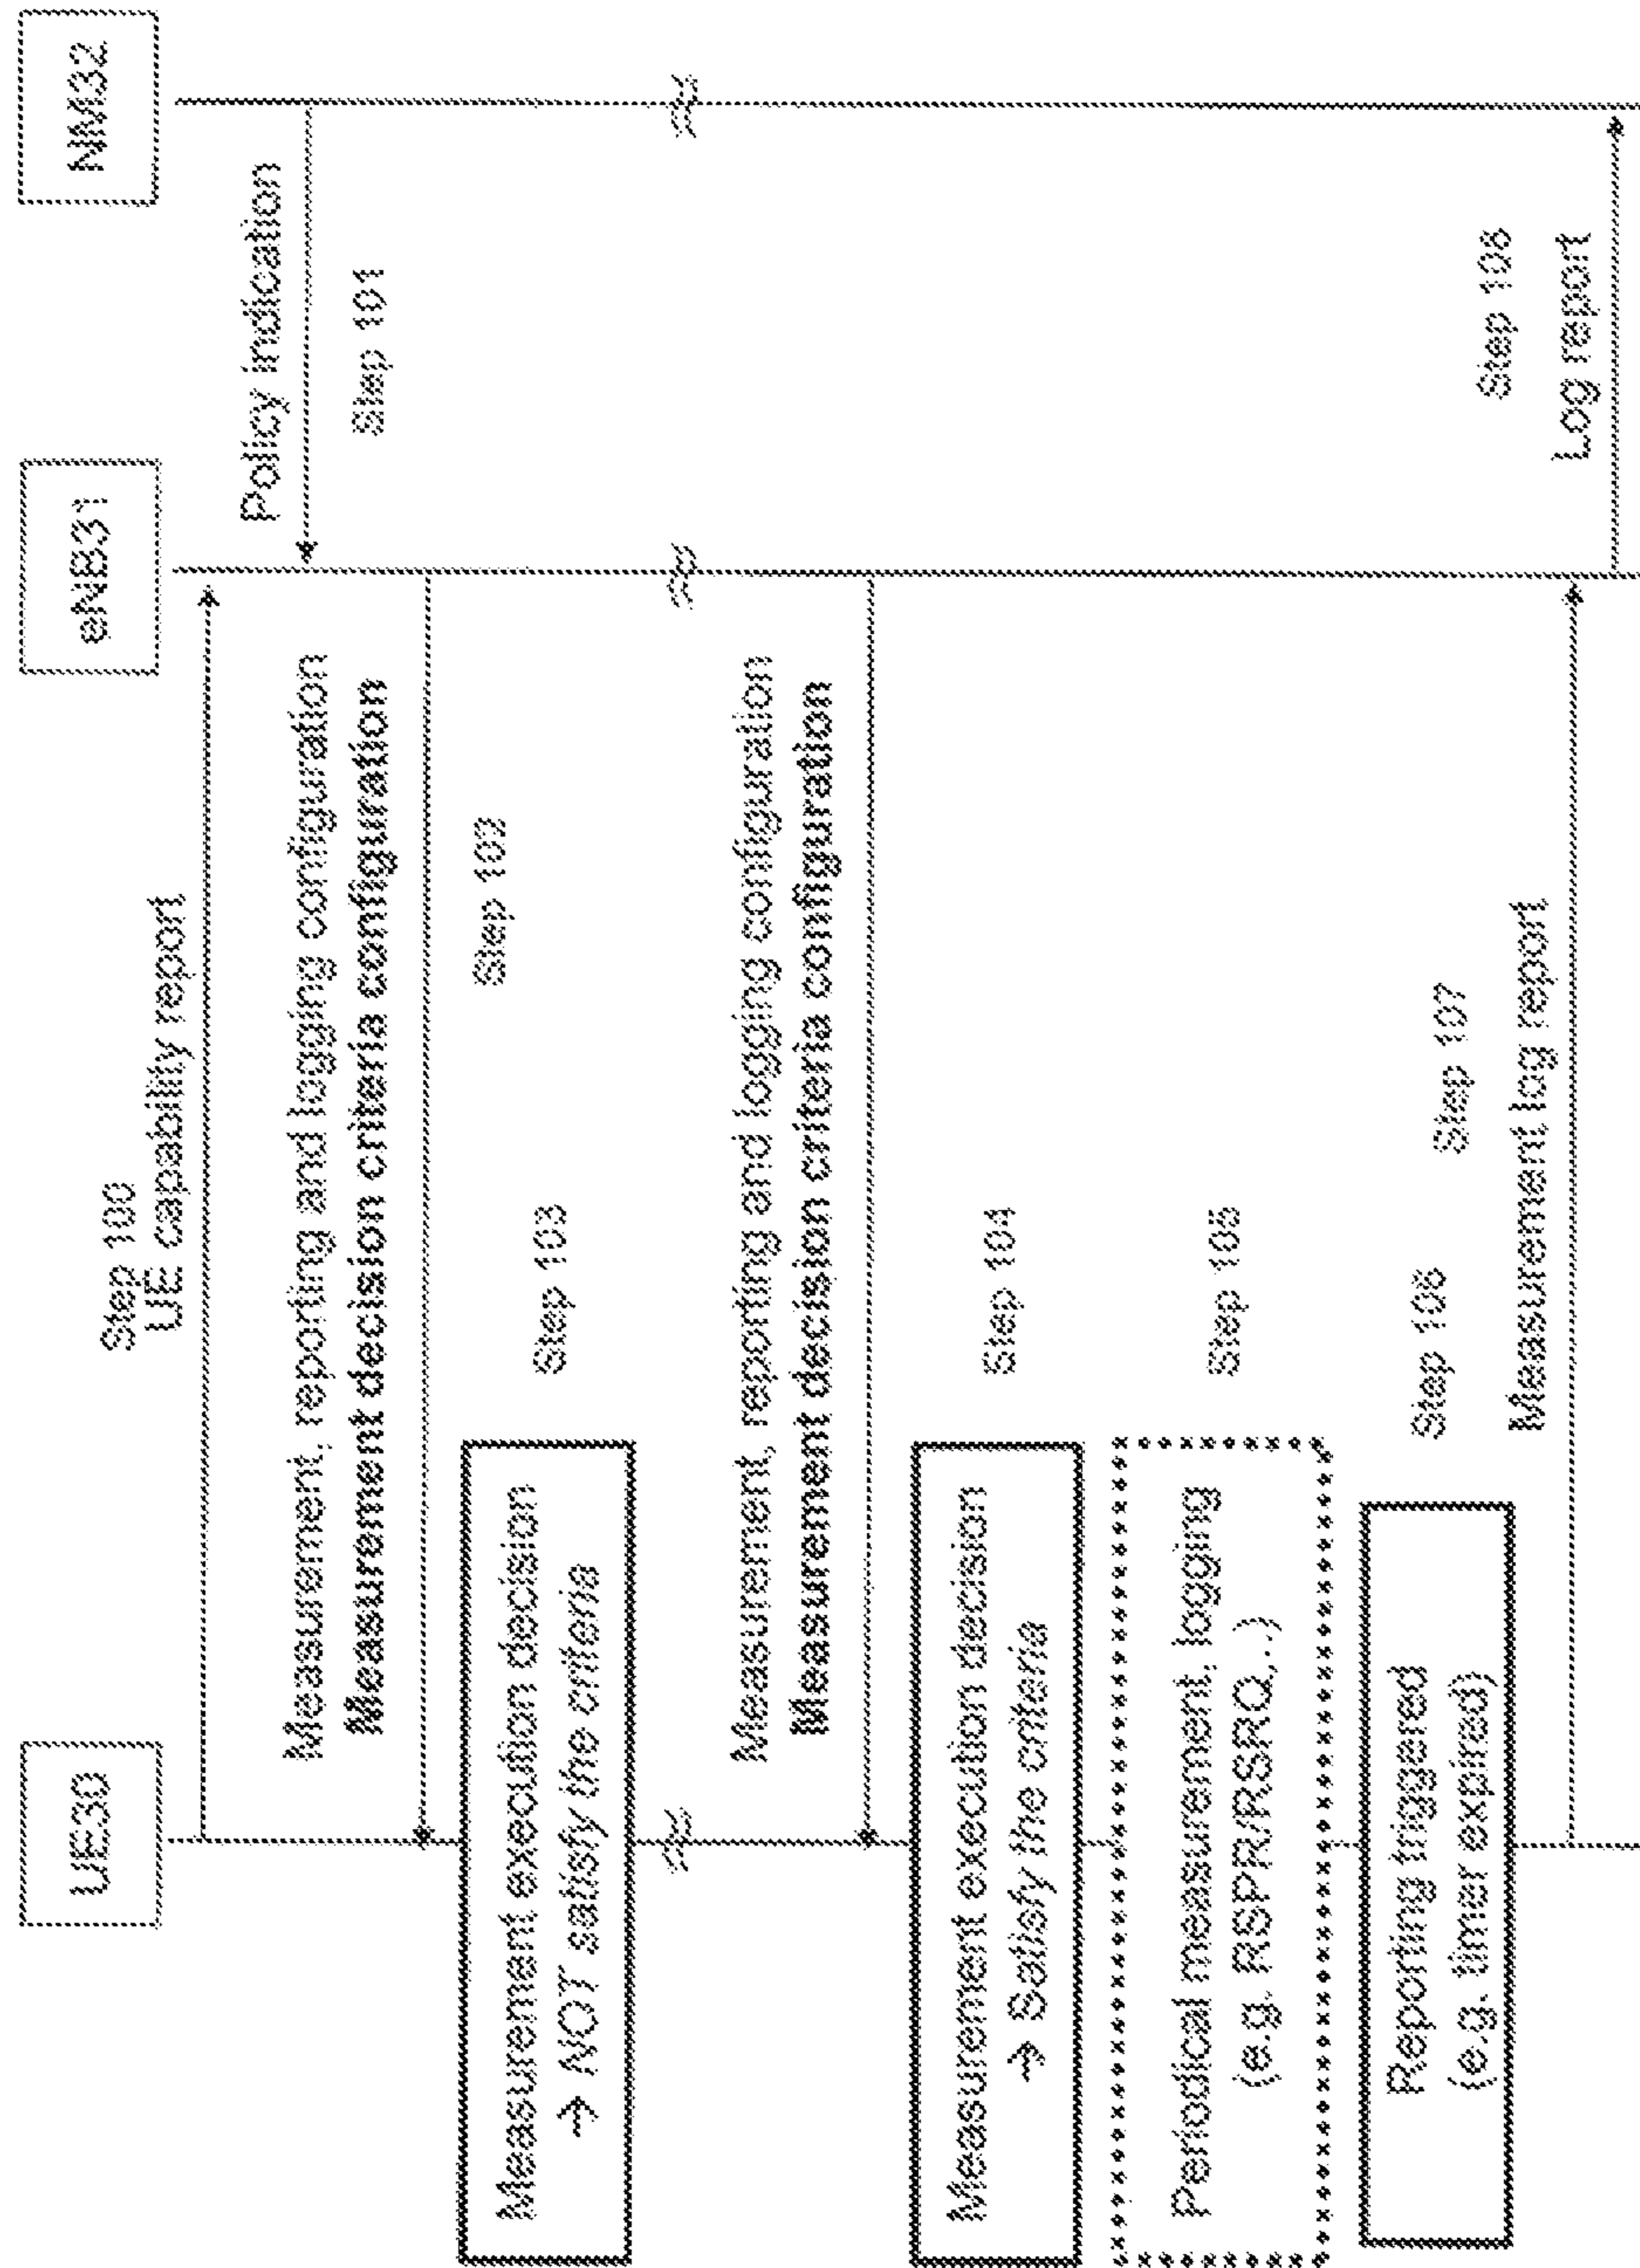 UE30
eNB31
NM32
Step 100
UE capability report
Policy indication
Step 101
Measurement, reporting and logging configuration
Measurement decision criteria configuration
Step 102
Measurement execution decision
→ NOT satisfy the criteria
Step 103
Measurement, reporting and logging configuration
Measurement decision criteria configuration
Measurement execution decision
→ Satisfy the criteria
Step 104
Periodical measurement, logging
(e.g. RSPR/RSRQ,..)
Step 105
Reporting triggered
(e.g. timer expired)
Step 106
Step 107
Measurement log report
Step 108
Log report